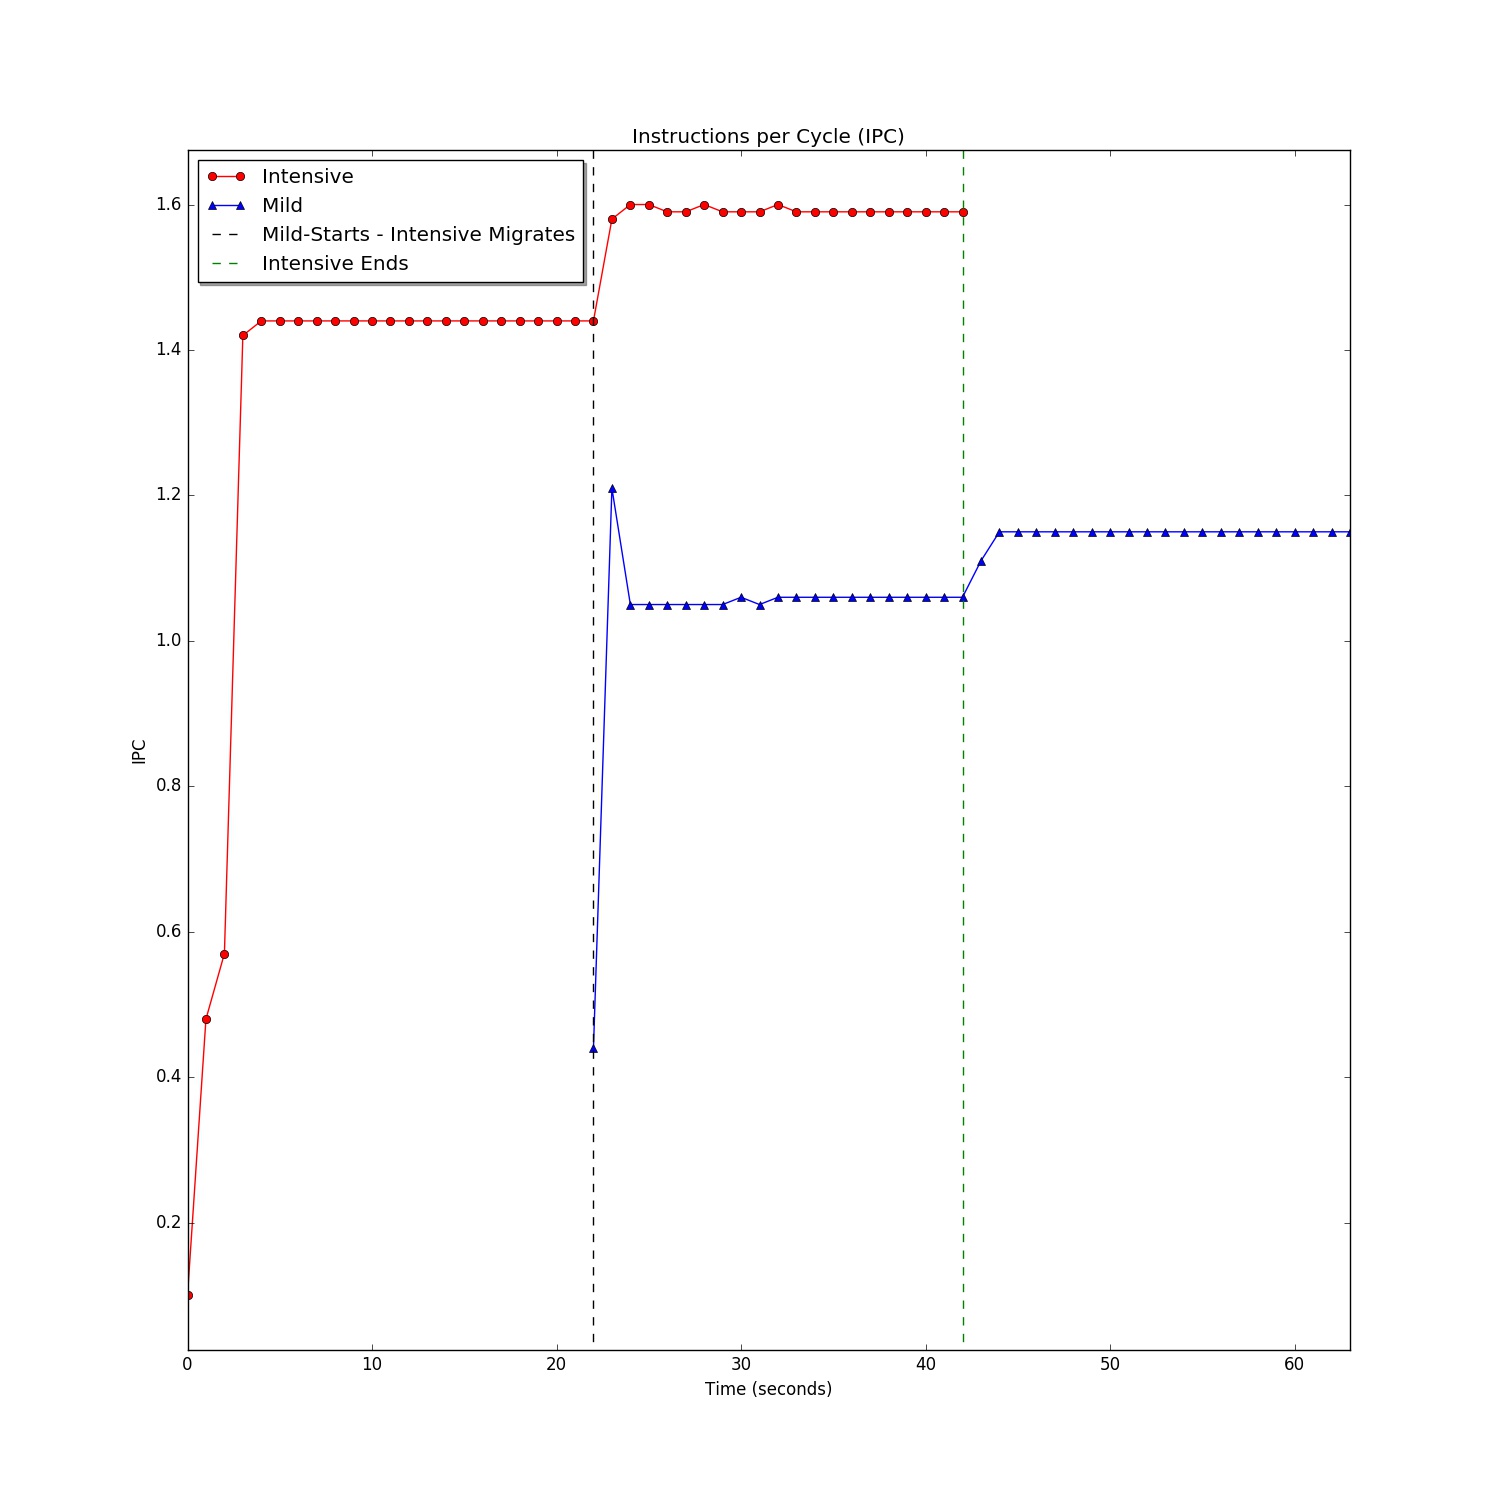 Instructions per Cycle (IPC)
Intensive
Mild
Mild-Starts - Intensive Migrates
Intensive Ends
1.6
1.4
1.2
1.0
0.8
0.6
0.4
0.2
IPC
0 10 20 30 40 50 60
Time (seconds)